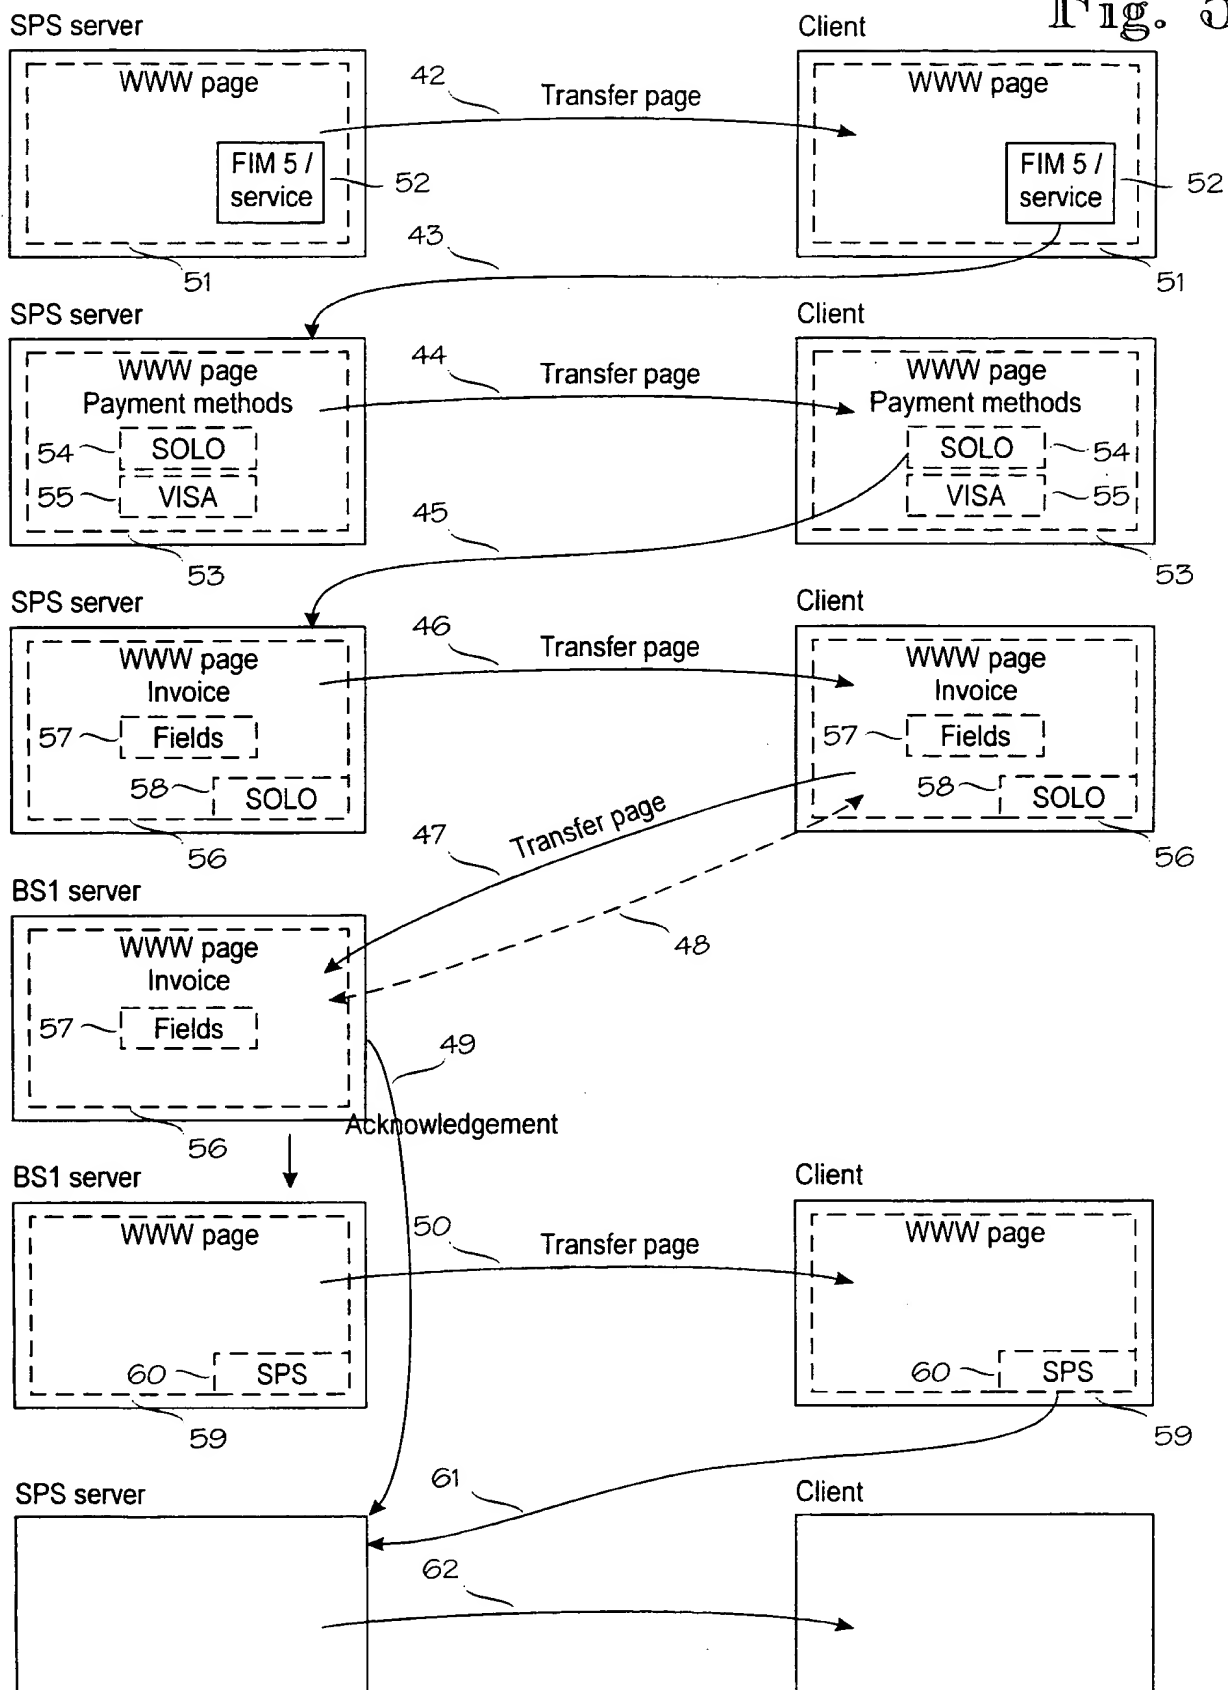 Fig. 5
SPS server
Client
WWW page
42
Transfer page
WWW page
FIM 5 /
service
52
FIM 5 /
service
52
43
51
51
SPS server
Client
WWW page
Payment methods
44
Transfer page
WWW page
Payment methods
54
SOLO
SOLO
54
55
VISA
VISA
55
45
53
53
SPS server
Client
WWW page
Invoice
46
Transfer page
WWW page
Invoice
57
Fields
57
Fields
58
SOLO
58
SOLO
47
Transfer page
56
56
BS1 server
WWW page
Invoice
48
57
Fields
49
Acknowledgement
56
BS1 server
Client
WWW page
50
Transfer page
WWW page
60
SPS
60
SPS
59
59
SPS server
61
Client
62